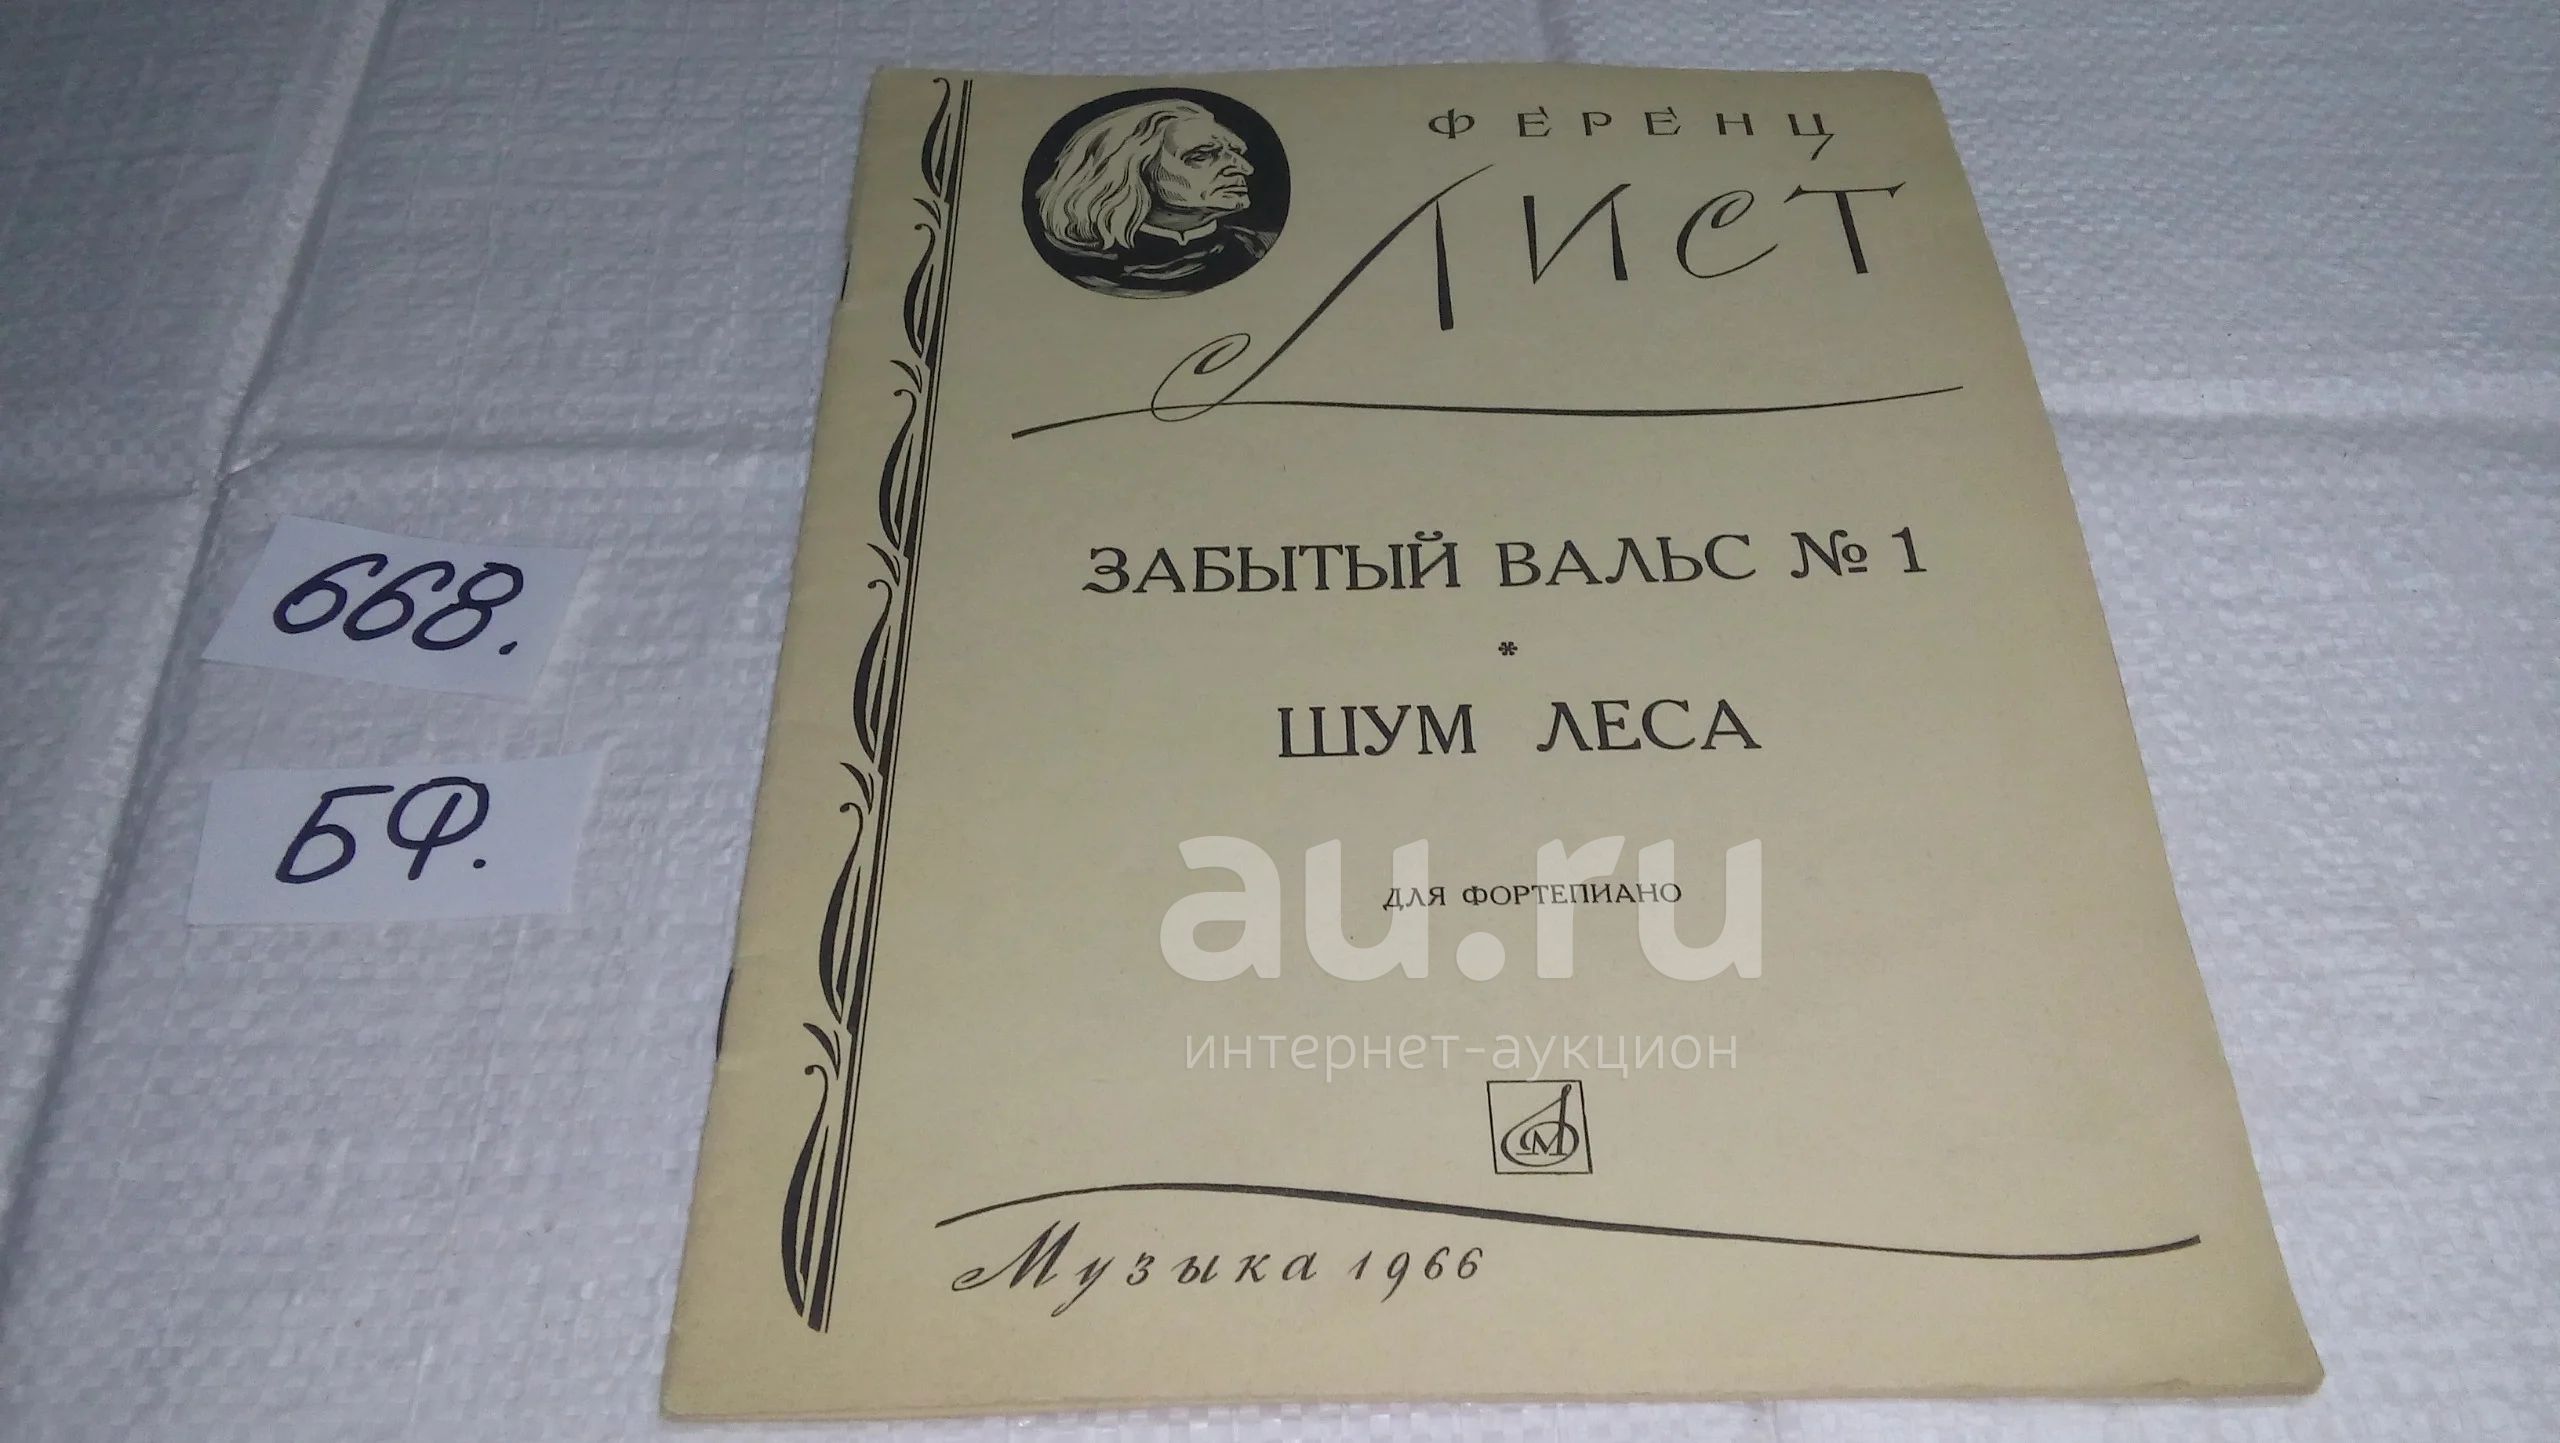 ФЕРЕНЦ
ЛИСТ
ЗАБЫТЫЙ ВАЛЬС № 1
*
ШУМ ЛЕСА
ДЛЯ ФОРТЕПИАНО
au.ru
интернет-аукцион
М
Музыка 1966
668.
БФ.